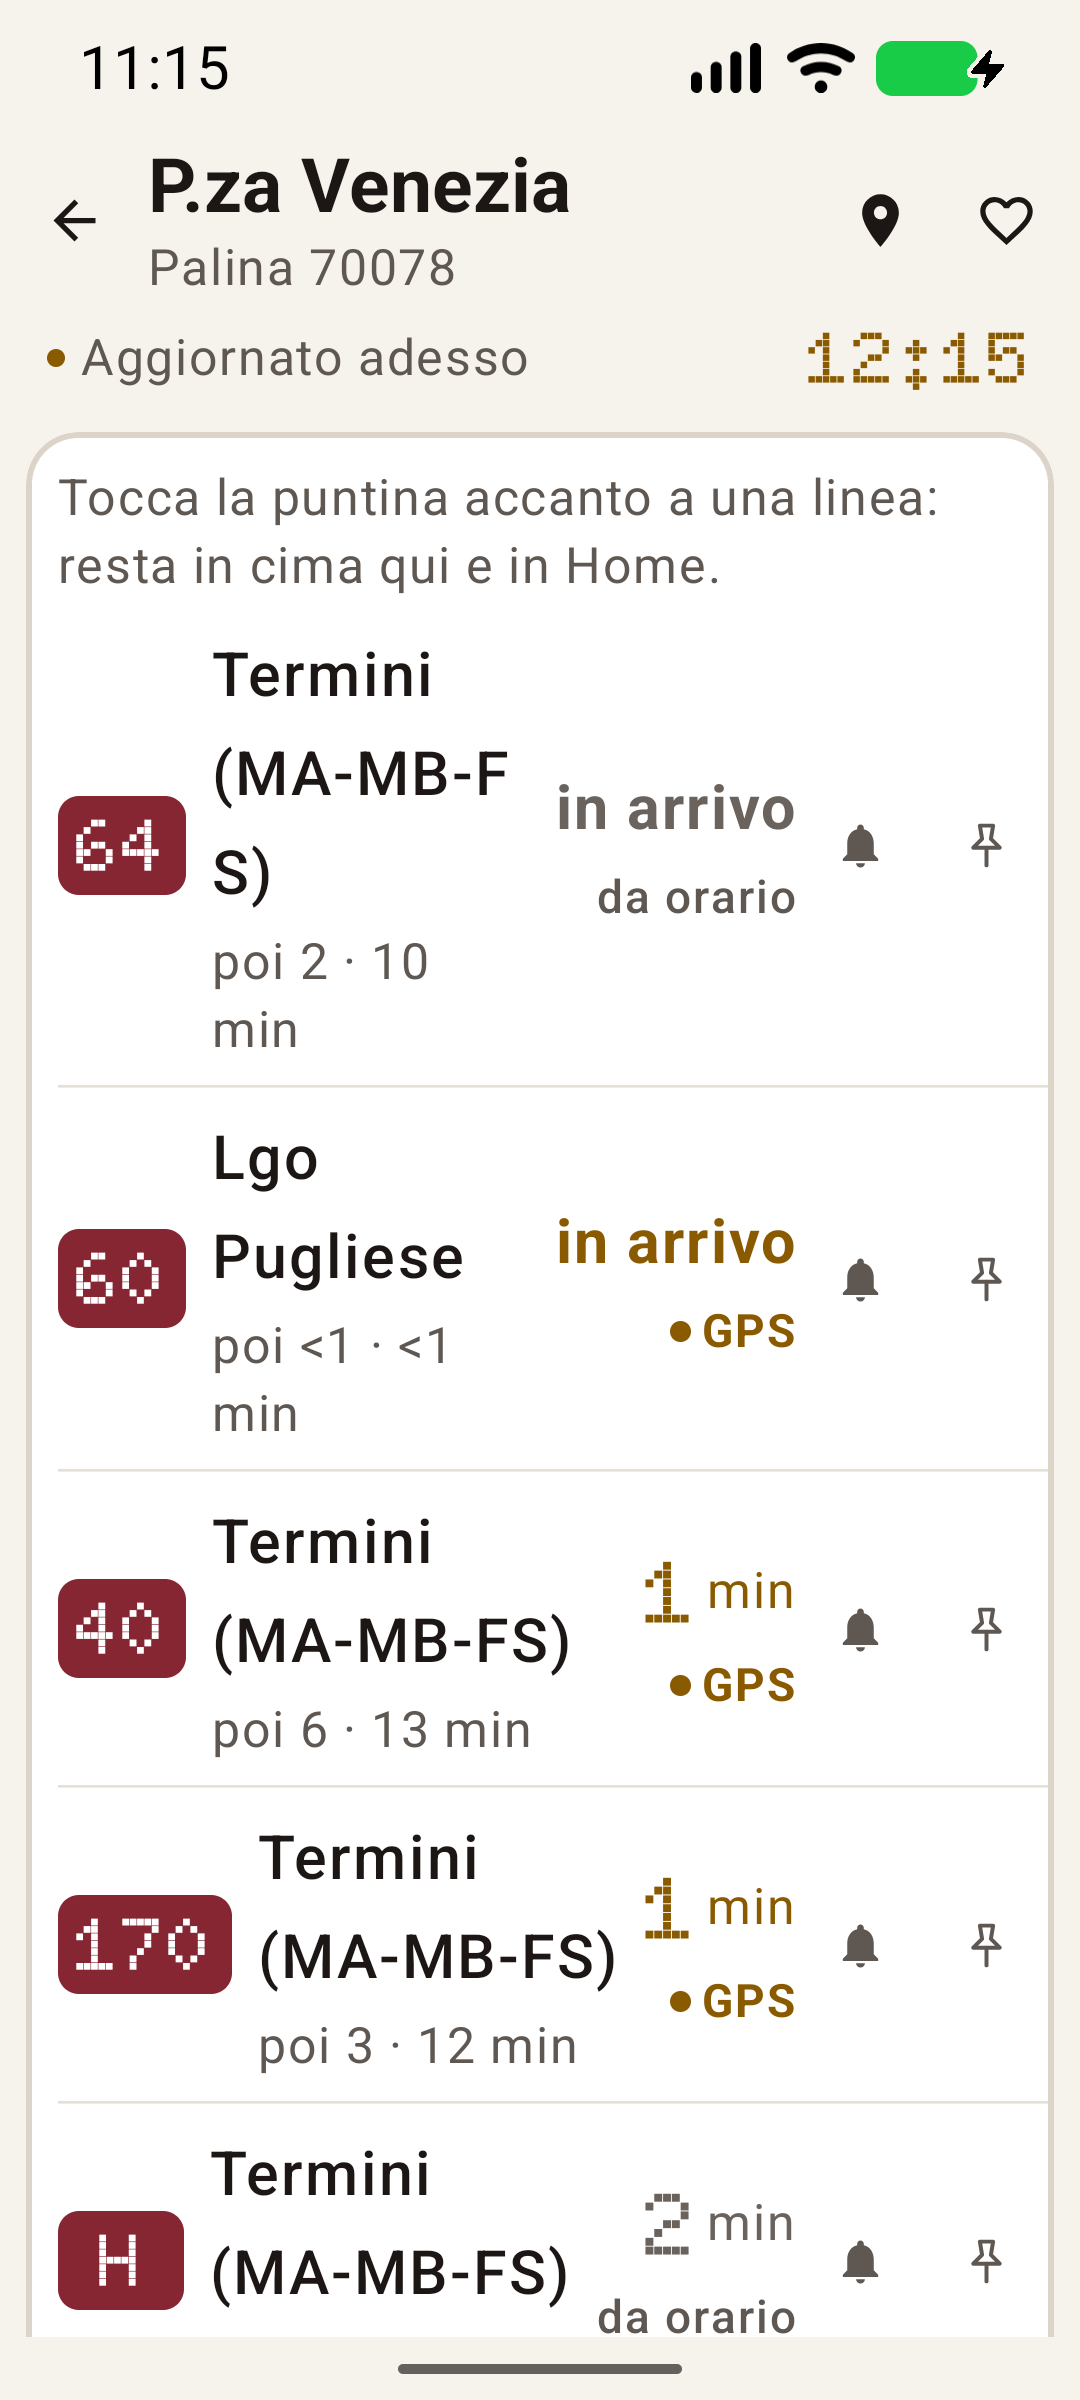 11:15
P.za Venezia
Palina 70078
Aggiornato adesso
12:15
Tocca la puntina accanto a una linea:
resta in cima qui e in Home.
64
Termini
(MA-MB-F
S)
poi 2 · 10
min
in arrivo
da orario
60
Lgo
Pugliese
poi <1 · <1
min
in arrivo
GPS
40
Termini
(MA-MB-FS)
poi 6 · 13 min
1 min
GPS
170
Termini
(MA-MB-FS)
poi 3 · 12 min
1 min
GPS
H
Termini
(MA-MB-FS)
2 min
da orario